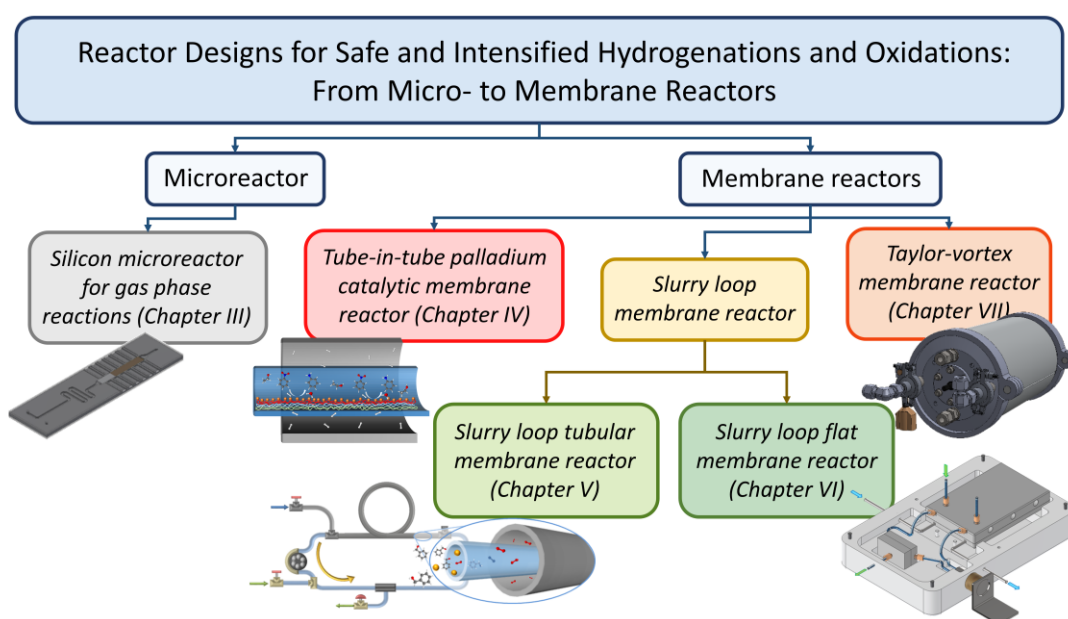 Reactor Designs for Safe and Intensified Hydrogenations and Oxidations:
From Micro- to Membrane Reactors
Microreactor
Membrane reactors
Silicon microreactor
for gas phase
reactions (Chapter III)
Tube-in-tube palladium
catalytic membrane
reactor (Chapter IV)
Slurry loop
membrane reactor
Taylor-vortex
membrane reactor
(Chapter VII)
Slurry loop tubular
membrane reactor
(Chapter V)
Slurry loop flat
membrane reactor
(Chapter VI)